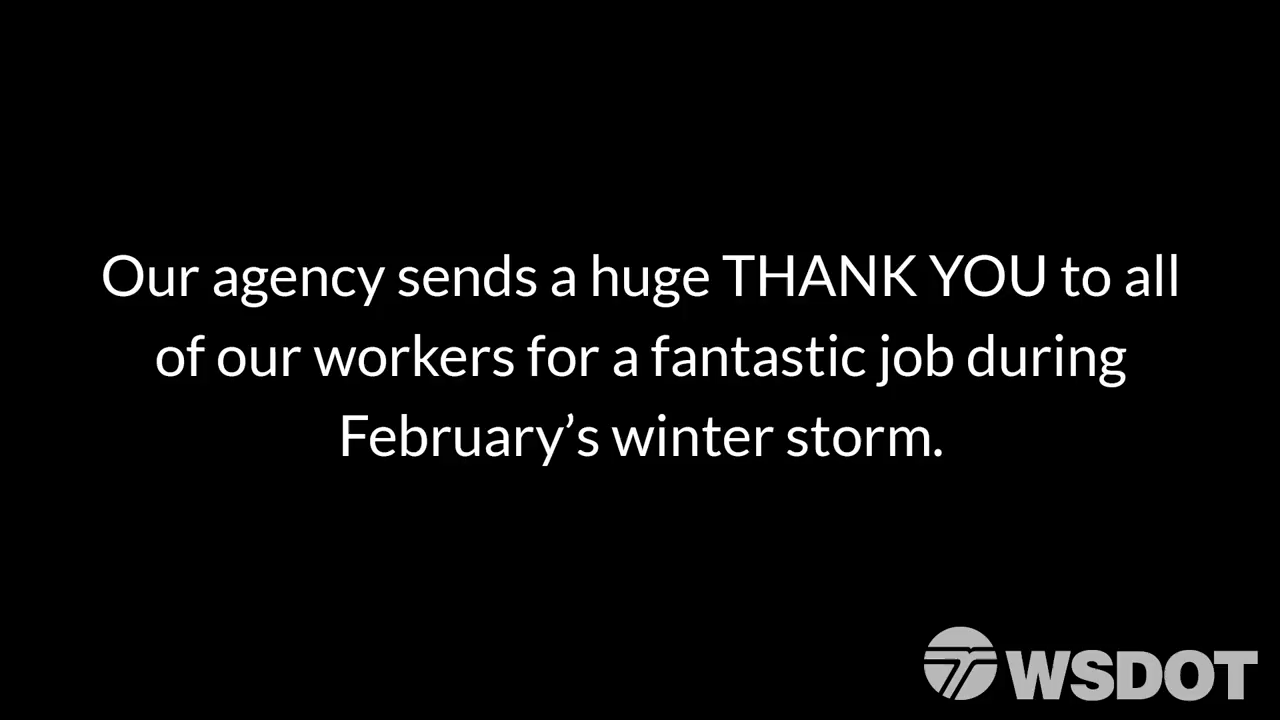 Our agency sends a huge THANK YOU to all
of our workers for a fantastic job during
February’s winter storm.
WSDOT